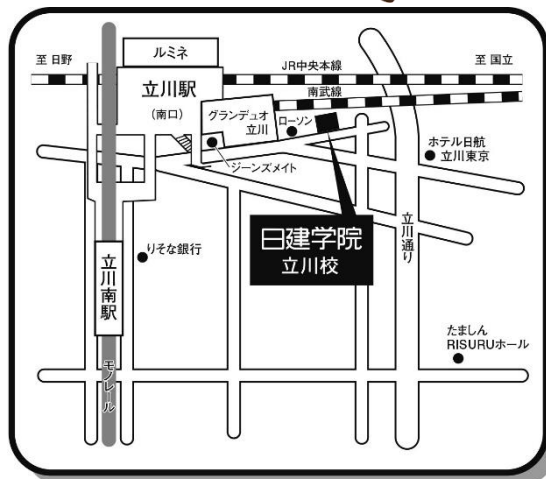 ルミネ
至 日野
JR中央本線
至 国立
立川駅
(南口)
南武線
グランデュオ
立川
ローソン
ホテル日航
立川東京
ジーンズメイト
日建学院
立川校
立川通り
りそな銀行
立川南駅
たましん
RISURUホール
モノレール